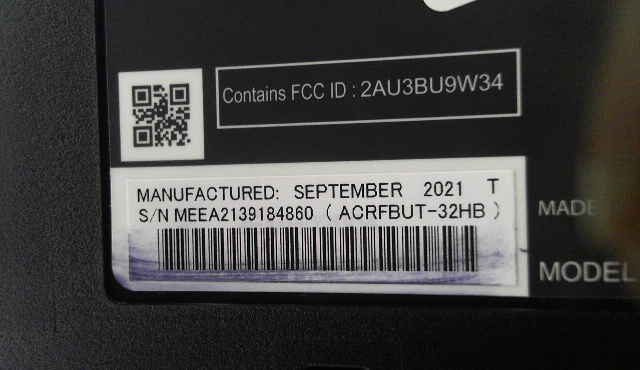 Contains FCC ID : 2AU3BU9W34
MANUFACTURED: SEPTEMBER 2021 T
S/N MEEA2139184860 ( ACRFBUT-32HB )
MADE
MODEL